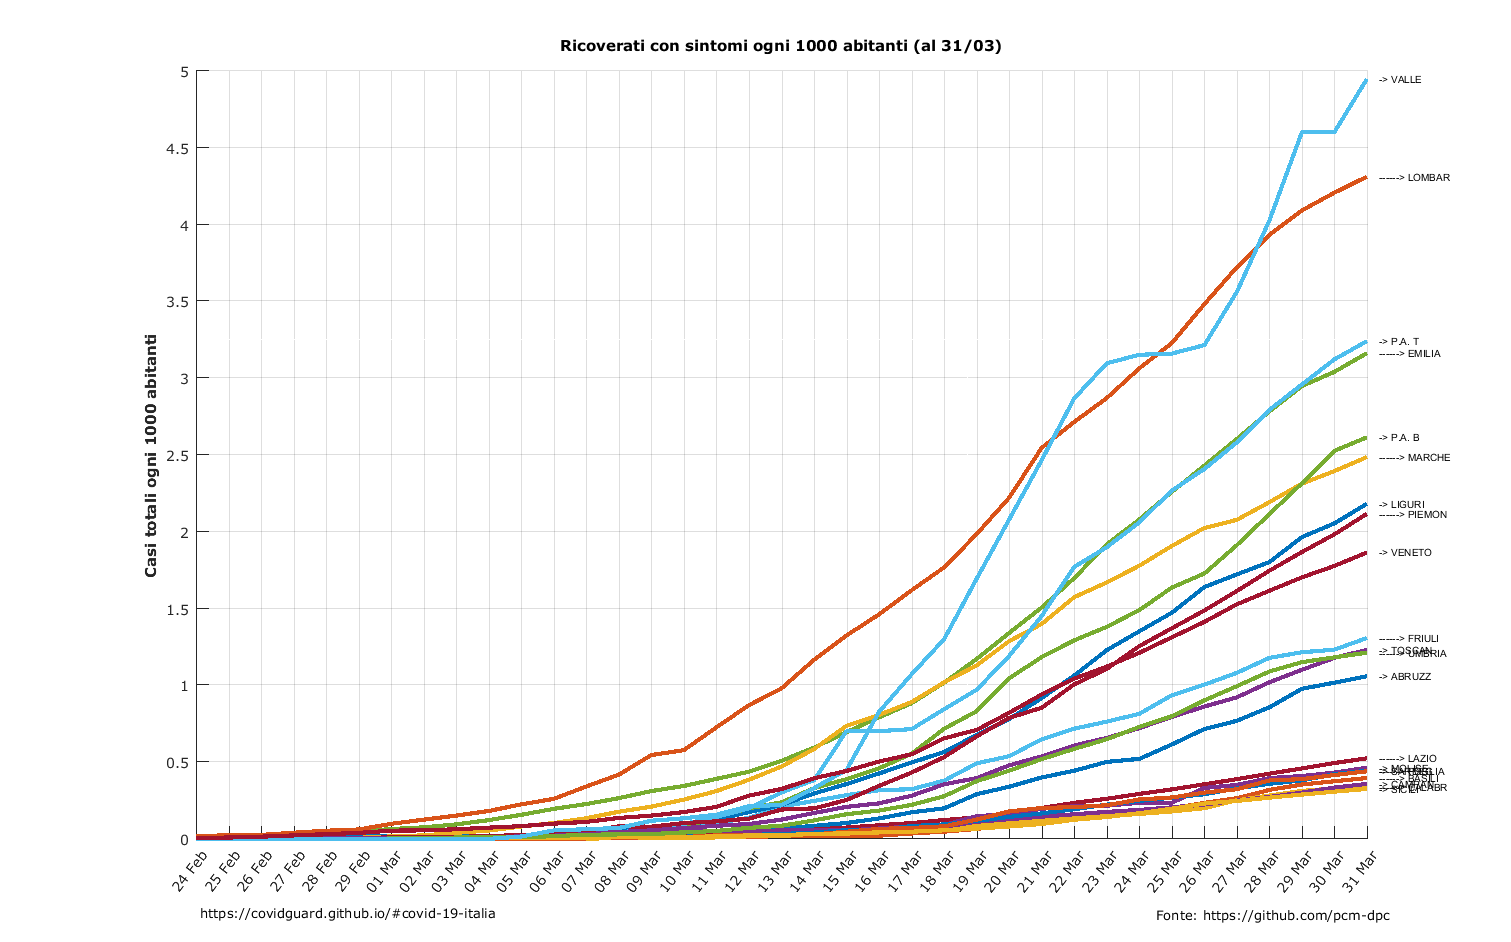 Ricoverati con sintomi ogni 1000 abitanti (al 31/03)
Casi totali ogni 1000 abitanti
5
4.5
4
3.5
3
2.5
2
1.5
1
0.5
0
-> VALLE
------> LOMBAR
-> P.A. T
------> EMILIA
-> P.A. B
------> MARCHE
-> LIGURI
------> PIEMON
-> VENETO
------> FRIULI
-> TOSCAN
------> UMBRIA
-> ABRUZZ
------> LAZIO
-> MOLISE
------> BASILI
24 Feb
25 Feb
26 Feb
27 Feb
28 Feb
29 Feb
01 Mar
02 Mar
03 Mar
04 Mar
05 Mar
06 Mar
07 Mar
08 Mar
09 Mar
10 Mar
11 Mar
12 Mar
13 Mar
14 Mar
15 Mar
16 Mar
17 Mar
18 Mar
19 Mar
20 Mar
21 Mar
22 Mar
23 Mar
24 Mar
25 Mar
26 Mar
27 Mar
28 Mar
29 Mar
30 Mar
31 Mar
https://covidguard.github.io/#covid-19-italia
Fonte: https://github.com/pcm-dpc